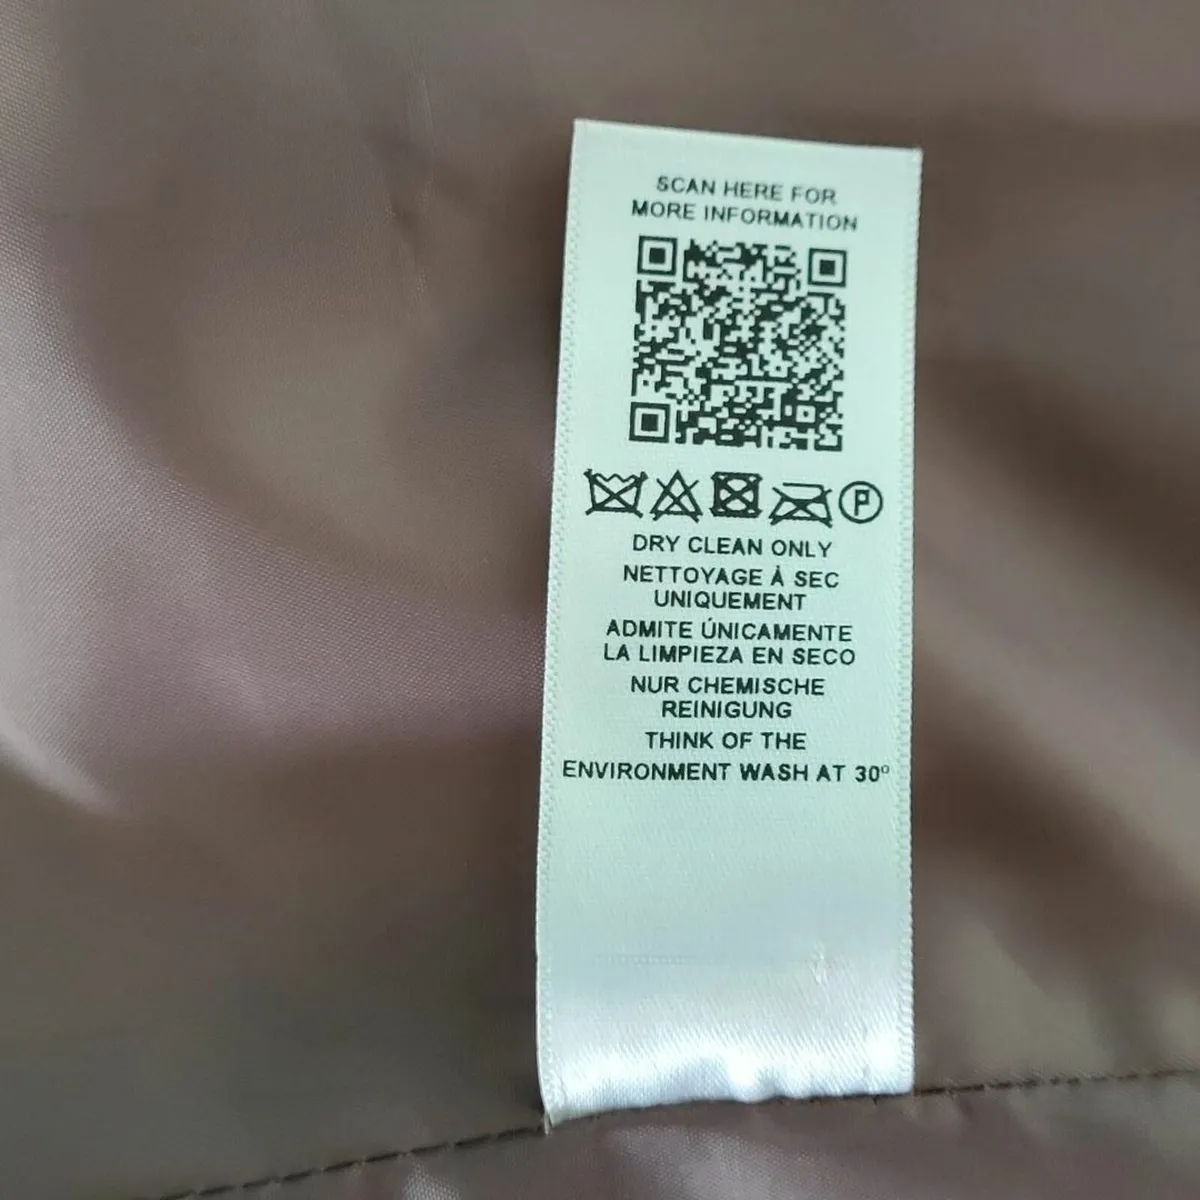 SCAN HERE FOR
MORE INFORMATION
P
DRY CLEAN ONLY
NETTOYAGE À SEC
UNIQUEMENT
ADMITE ÚNICAMENTE
LA LIMPIEZA EN SECO
NUR CHEMISCHE
REINIGUNG
THINK OF THE
ENVIRONMENT WASH AT 30°